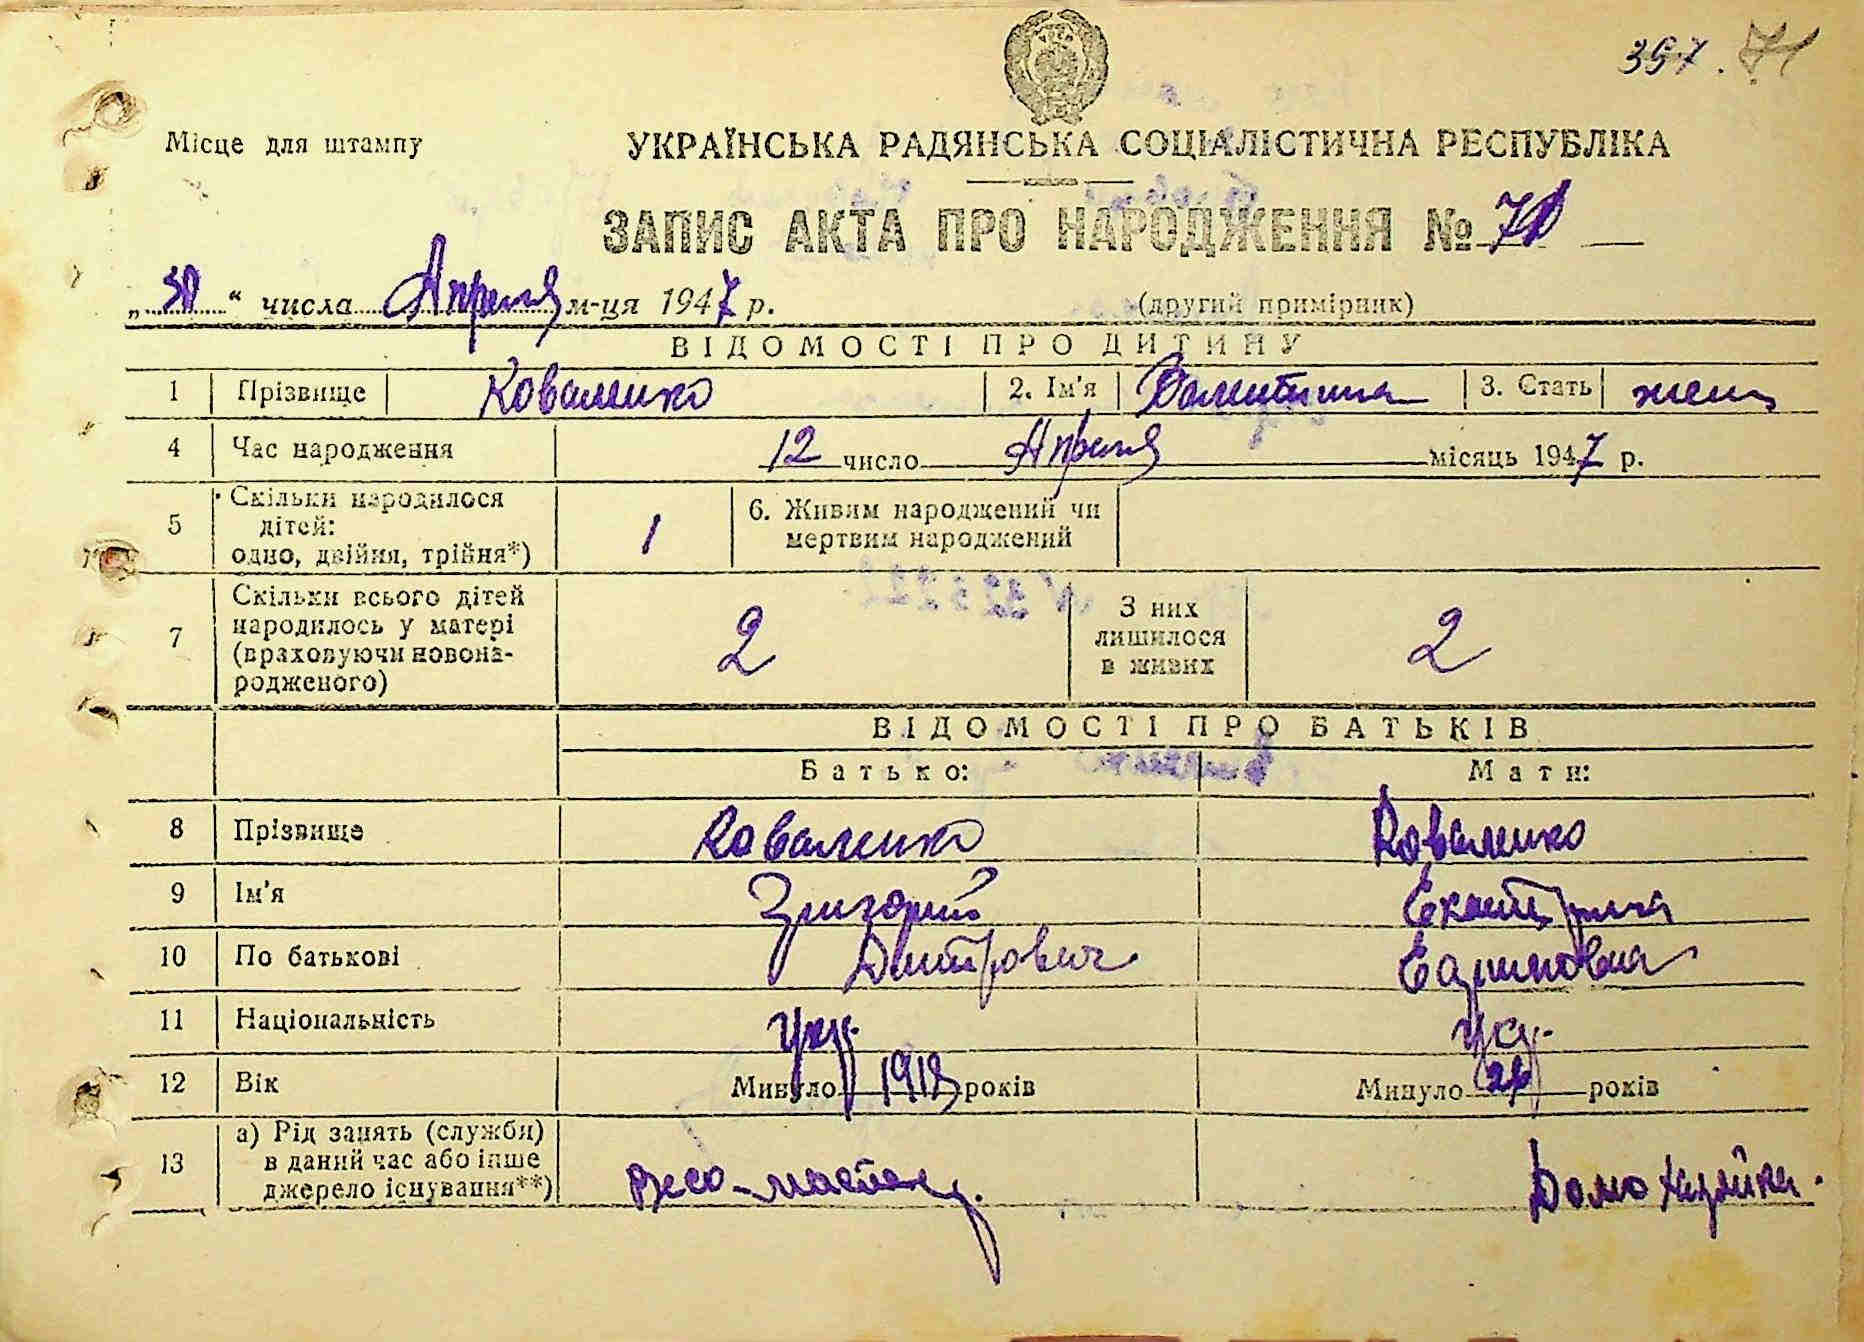 397. 71
Місце для штампу
УКРАЇНСЬКА РАДЯНСЬКА СОЦІАЛІСТИЧНА РЕСПУБЛІКА
ЗАПИС АКТА ПРО НАРОДЖЕННЯ №
„30“ числа Апреля м-ця 1947 р.
(другий примірник)
ВІДОМОСТІ ПРО ДИТИНУ
1 Прізвище Коваленко 2. Ім'я Валентина 3. Стать жен
4 Час народження 12 число Апреля місяць 1947 р.
5 Скільки народилося дітей: одно, двійня, трійня*) 1 6. Живим народжений чи мертвим народжений
7 Скільки всього дітей народилось у матері (враховуючи новонародженого) 2 З них лишилося в живих 2
ВІДОМОСТІ ПРО БАТЬКІВ
Батько: Мати:
8 Прізвище Коваленко Коваленко
9 Ім'я Григорий Екатерина
10 По батькові Дмитрович
11 Національність укр. укр.
12 Вік Минуло років Минуло років
13 а) Рід занять (служби) в даний час або інше джерело існування**) Домохазяйка.